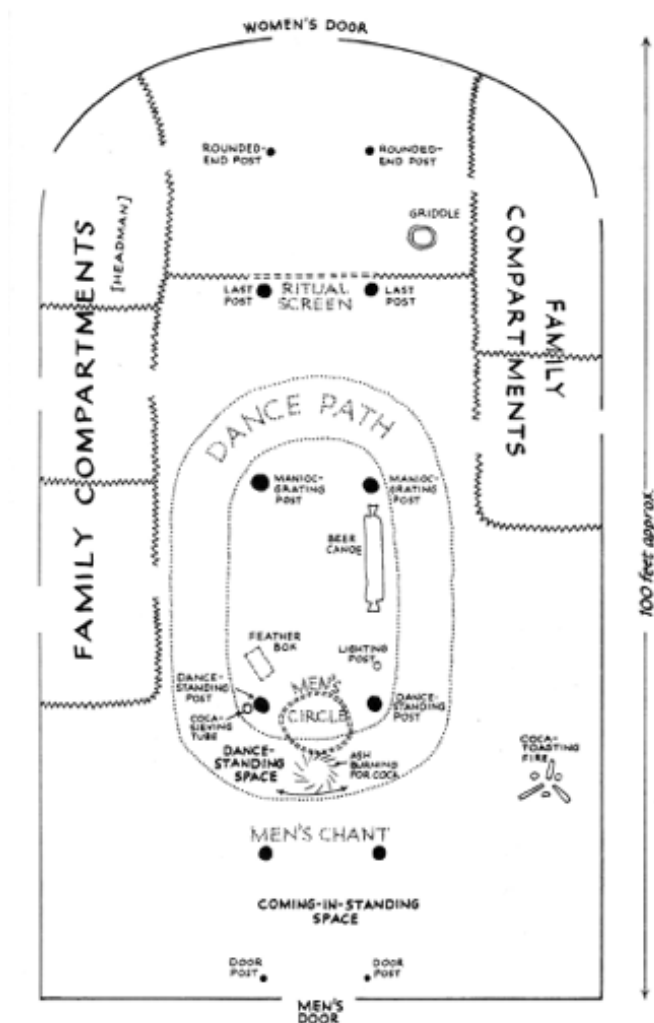 WOMEN'S DOOR
ROUNDED-
END POST
ROUNDED-
END POST
GRIDDLE
[HEADMAN]
FAMILY COMPARTMENTS
FAMILY
COMPARTMENTS
LAST
POST
RITUAL
SCREEN
LAST
POST
DANCE PATH
MANIOC-
GRATING
POST
MANIOC-
GRATING
POST
BEER
CANOE
100 feet approx
FEATHER
BOX
LIGHTING
POST
DANCE-
STANDING
POST
MEN'S
CIRCLE
DANCE-
STANDING
POST
COCA-
SIEVING
TUBE
DANCE-
STANDING
SPACE
ASH
BURNING
FOR COCA
COCA-
TOASTING
FIRE
MEN'S CHANT
COMING-IN-STANDING
SPACE
DOOR
POST
DOOR
POST
MEN'S
DOOR